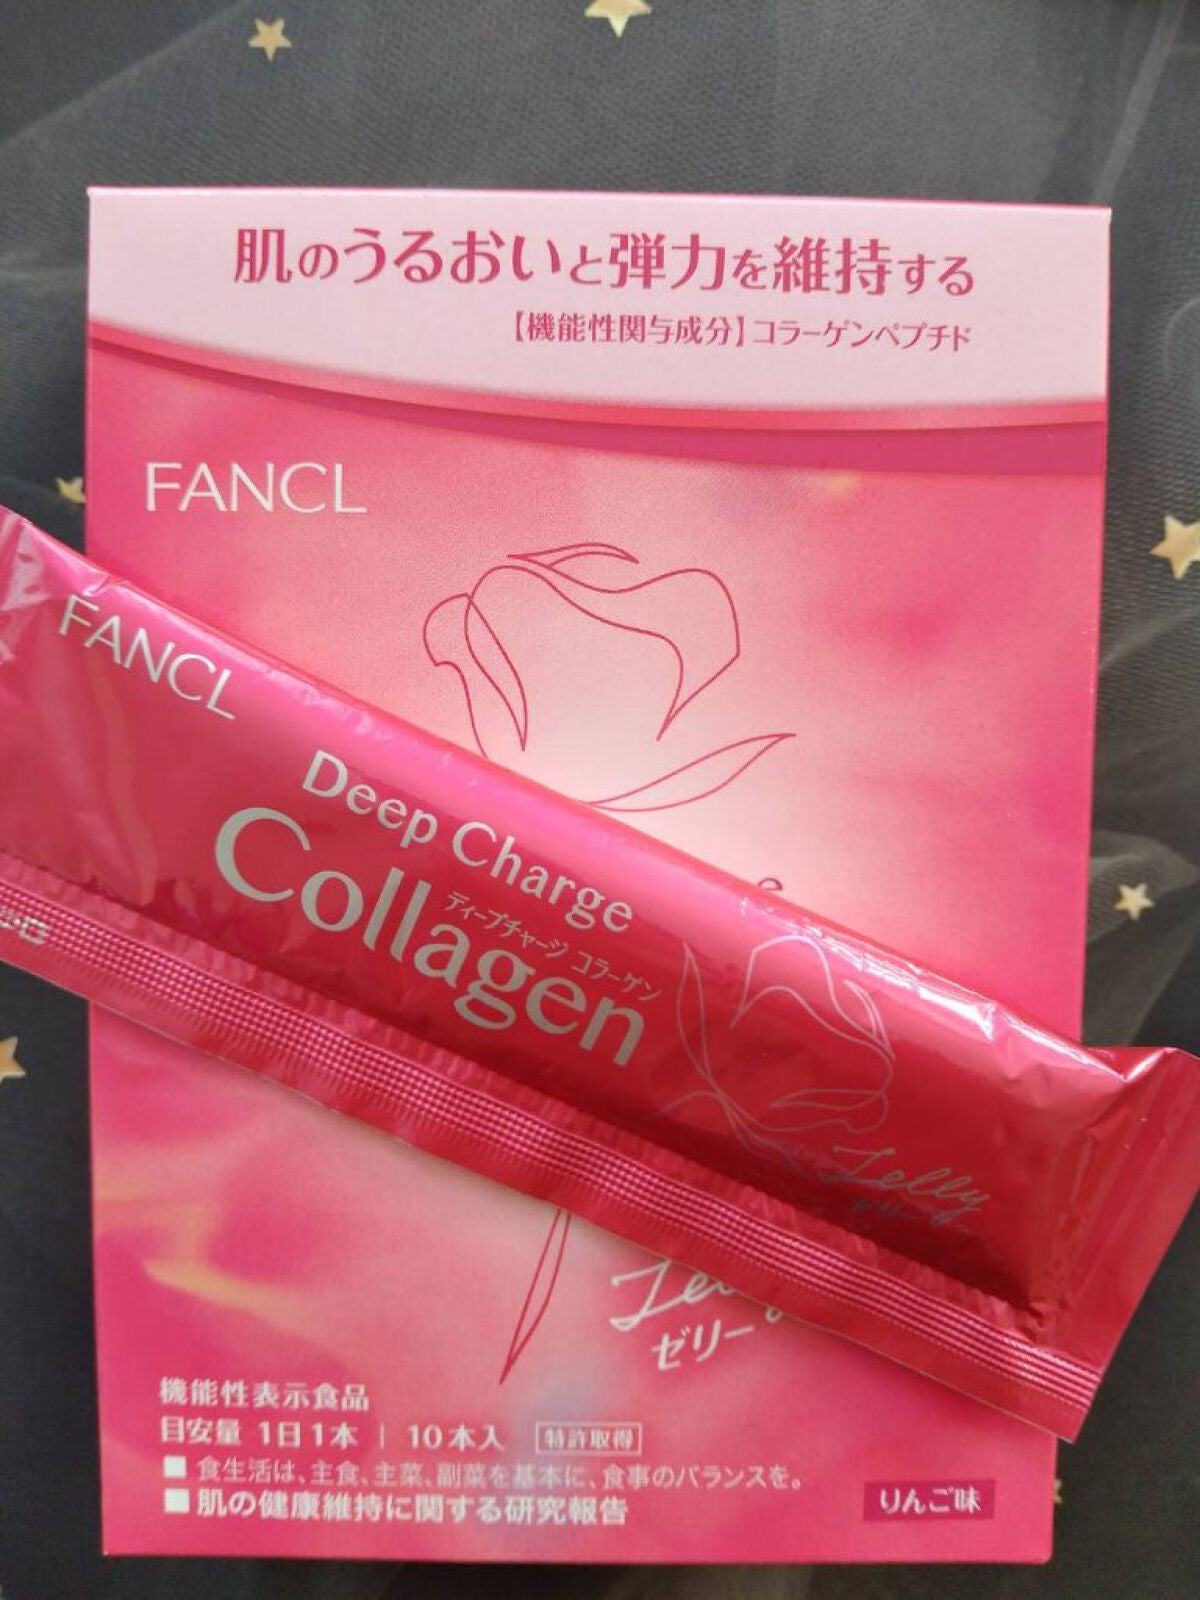 肌のうるおいと弾力を維持する
【機能性関与成分】コラーゲンペプチド
FANCL
FANCL
Deep Charge
ディープチャージ コラーゲン
Collagen
Jelly
ゼリー
機能性表示食品
目安量 1日1本 | 10本入 特許取得
■ 食生活は、主食、主菜、副菜を基本に、食事のバランスを。
■ 肌の健康維持に関する研究報告
りんご味